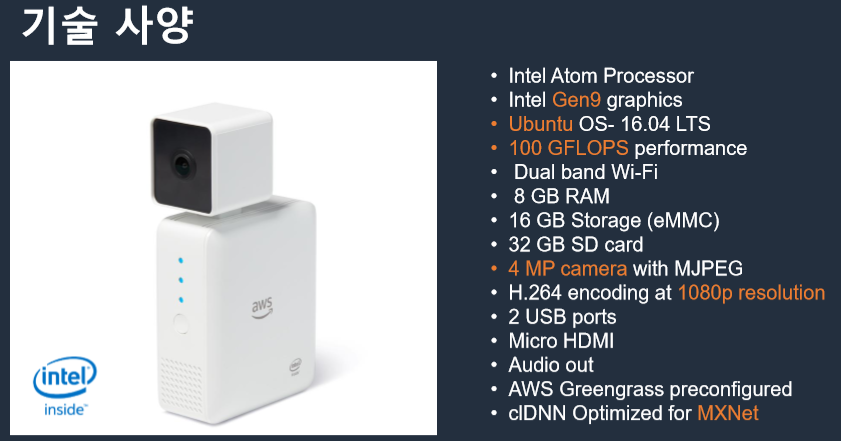 기술 사양
aws
intel
inside™
• Intel Atom Processor
• Intel Gen9 graphics
• Ubuntu OS- 16.04 LTS
• 100 GFLOPS performance
• Dual band Wi-Fi
• 8 GB RAM
• 16 GB Storage (eMMC)
• 32 GB SD card
• 4 MP camera with MJPEG
• H.264 encoding at 1080p resolution
• 2 USB ports
• Micro HDMI
• Audio out
• AWS Greengrass preconfigured
• clDNN Optimized for MXNet